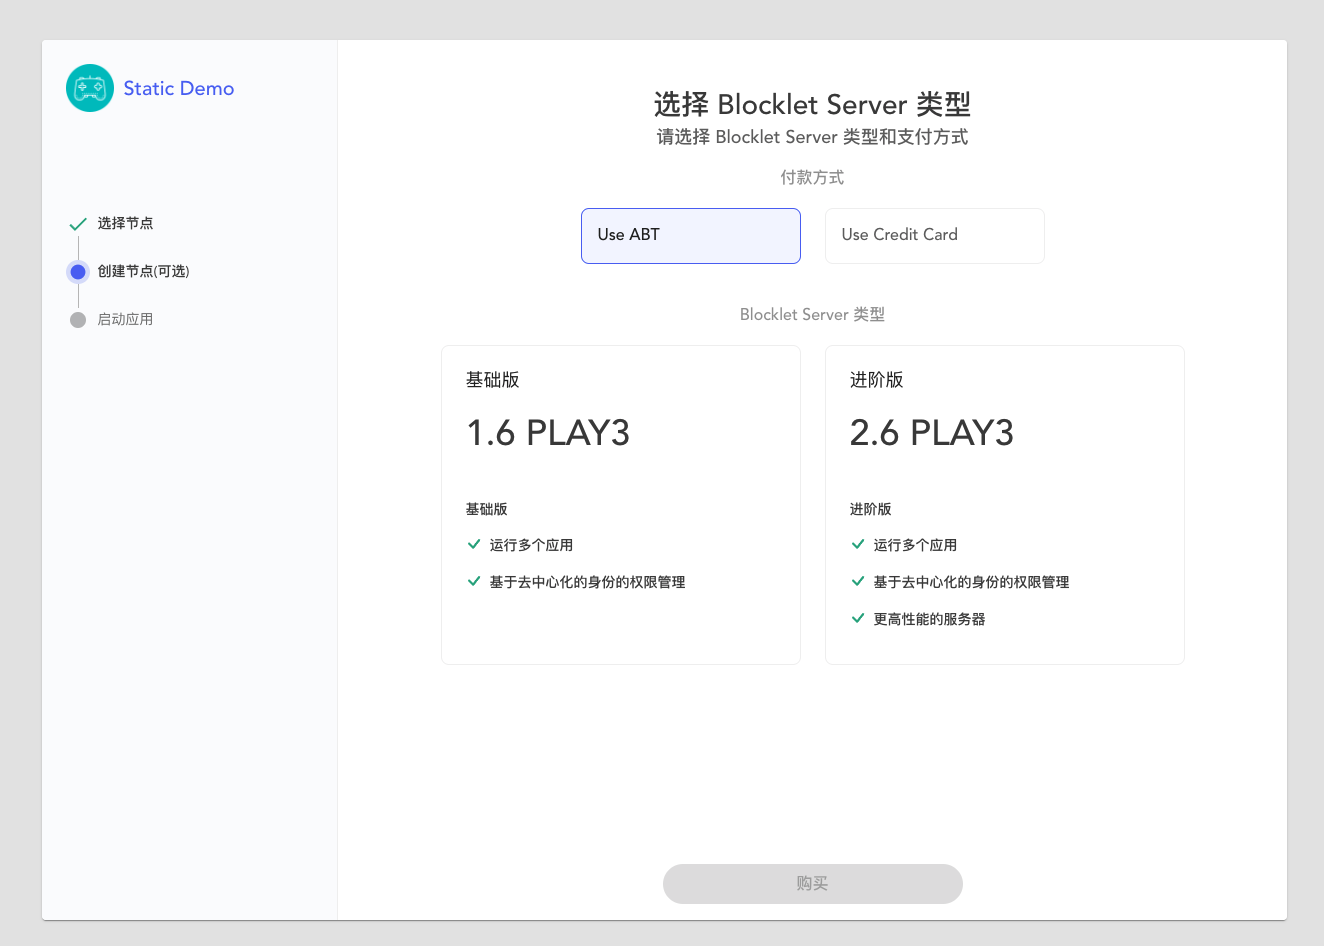 Static Demo
选择节点
创建节点(可选)
启动应用
选择 Blocklet Server 类型
请选择 Blocklet Server 类型和支付方式
付款方式
Use ABT
Use Credit Card
Blocklet Server 类型
基础版
1.6 PLAY3
基础版
运行多个应用
基于去中心化的身份的权限管理
进阶版
2.6 PLAY3
进阶版
运行多个应用
基于去中心化的身份的权限管理
更高性能的服务器
购买